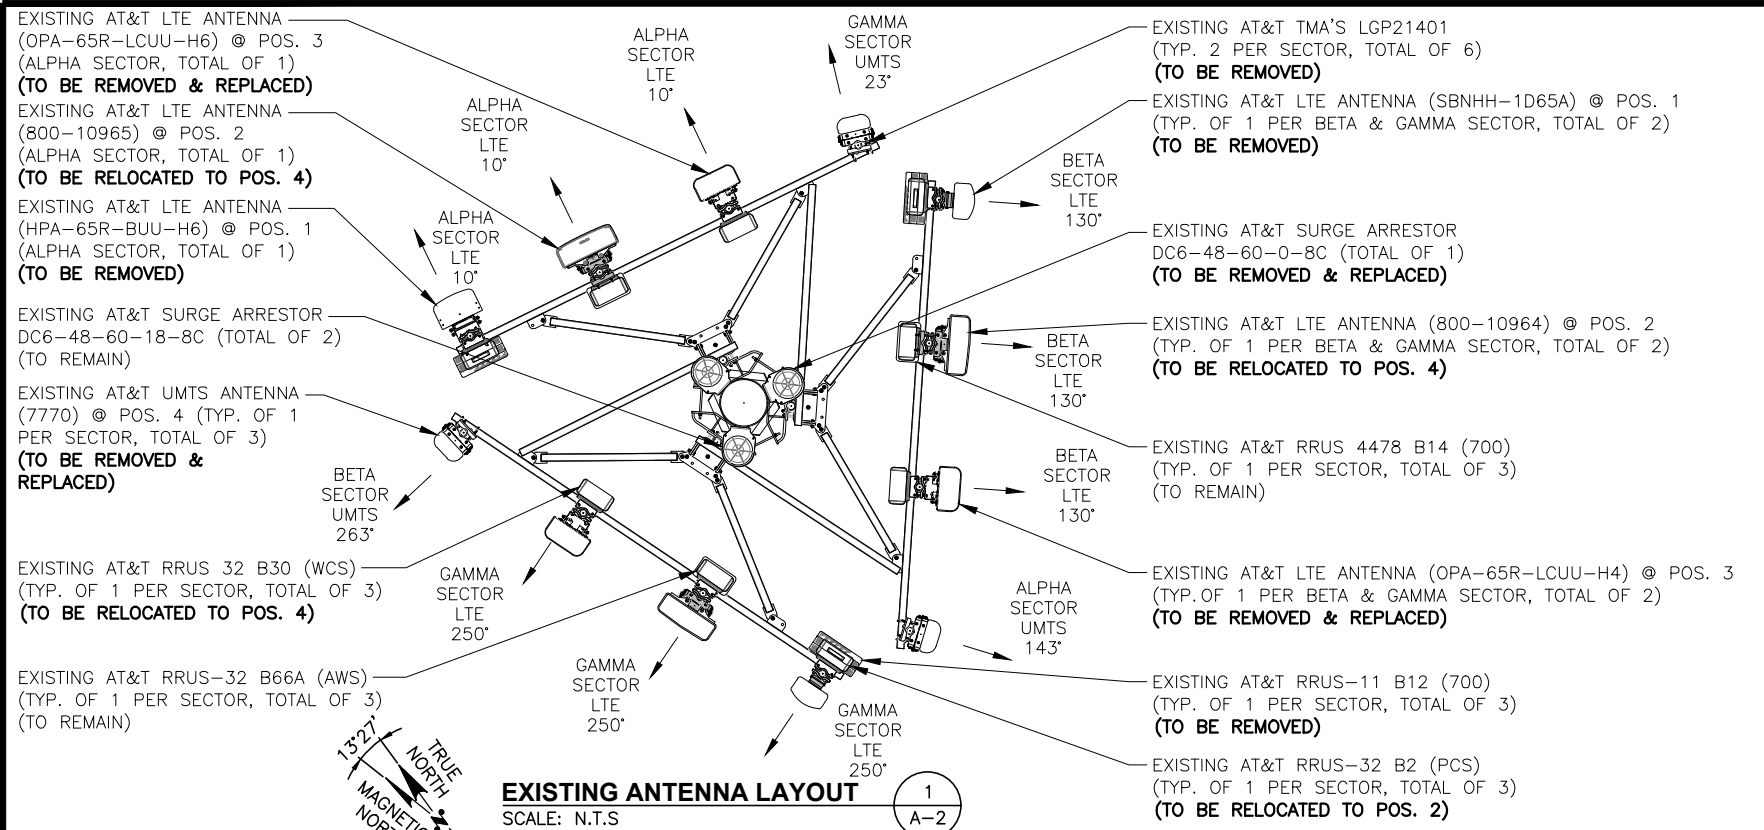 EXISTING AT&T LTE ANTENNA
(OPA-65R-LCUU-H6) @ POS. 3
(ALPHA SECTOR, TOTAL OF 1)
(TO BE REMOVED & REPLACED)
EXISTING AT&T LTE ANTENNA
(800-10965) @ POS. 2
(ALPHA SECTOR, TOTAL OF 1)
(TO BE RELOCATED TO POS. 4)
EXISTING AT&T LTE ANTENNA
(HPA-65R-BUU-H6) @ POS. 1
(ALPHA SECTOR, TOTAL OF 1)
(TO BE REMOVED)
EXISTING AT&T SURGE ARRESTOR
DC6-48-60-18-8C (TOTAL OF 2)
(TO REMAIN)
EXISTING AT&T UMTS ANTENNA
(7770) @ POS. 4 (TYP. OF 1
PER SECTOR, TOTAL OF 3)
(TO BE REMOVED &
REPLACED)
EXISTING AT&T RRUS 32 B30 (WCS)
(TYP. OF 1 PER SECTOR, TOTAL OF 3)
(TO BE RELOCATED TO POS. 4)
EXISTING AT&T RRUS-32 B66A (AWS)
(TYP. OF 1 PER SECTOR, TOTAL OF 3)
(TO REMAIN)
ALPHA
SECTOR
LTE
10°
ALPHA
SECTOR
LTE
10°
ALPHA
SECTOR
LTE
10°
GAMMA
SECTOR
UMTS
23°
BETA
SECTOR
LTE
130°
BETA
SECTOR
LTE
130°
BETA
SECTOR
LTE
130°
ALPHA
SECTOR
UMTS
143°
BETA
SECTOR
UMTS
263°
GAMMA
SECTOR
LTE
250°
GAMMA
SECTOR
LTE
250°
GAMMA
SECTOR
LTE
250°
EXISTING AT&T TMA'S LGP21401
(TYP. 2 PER SECTOR, TOTAL OF 6)
(TO BE REMOVED)
EXISTING AT&T LTE ANTENNA (SBNHH-1D65A) @ POS. 1
(TYP. OF 1 PER BETA & GAMMA SECTOR, TOTAL OF 2)
(TO BE REMOVED)
EXISTING AT&T SURGE ARRESTOR
DC6-48-60-0-8C (TOTAL OF 1)
(TO BE REMOVED & REPLACED)
EXISTING AT&T LTE ANTENNA (800-10964) @ POS. 2
(TYP. OF 1 PER BETA & GAMMA SECTOR, TOTAL OF 2)
(TO BE RELOCATED TO POS. 4)
EXISTING AT&T RRUS 4478 B14 (700)
(TYP. OF 1 PER SECTOR, TOTAL OF 3)
(TO REMAIN)
EXISTING AT&T LTE ANTENNA (OPA-65R-LCUU-H4) @ POS. 3
(TYP.OF 1 PER BETA & GAMMA SECTOR, TOTAL OF 2)
(TO BE REMOVED & REPLACED)
EXISTING AT&T RRUS-11 B12 (700)
(TYP. OF 1 PER SECTOR, TOTAL OF 3)
(TO BE REMOVED)
EXISTING AT&T RRUS-32 B2 (PCS)
(TYP. OF 1 PER SECTOR, TOTAL OF 3)
(TO BE RELOCATED TO POS. 2)
13°27'
TRUE
NORTH
MAGNETIC
EXISTING ANTENNA LAYOUT
SCALE: N.T.S
1
A-2